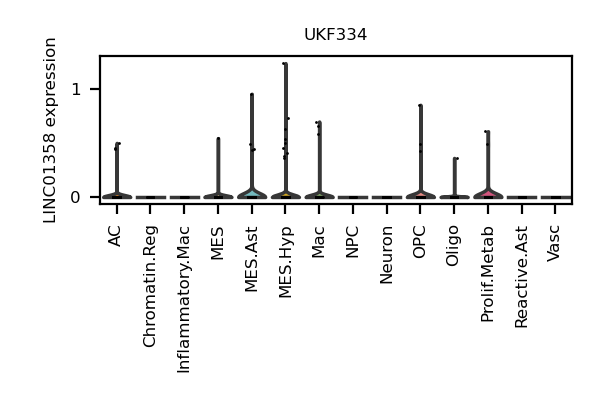 UKF334
LINC01358 expression
1
0
AC
Chromatin.Reg
Inflammatory.Mac
MES
MES.Ast
MES.Hyp
Mac
NPC
Neuron
OPC
Oligo
Prolif.Metab
Reactive.Ast
Vasc